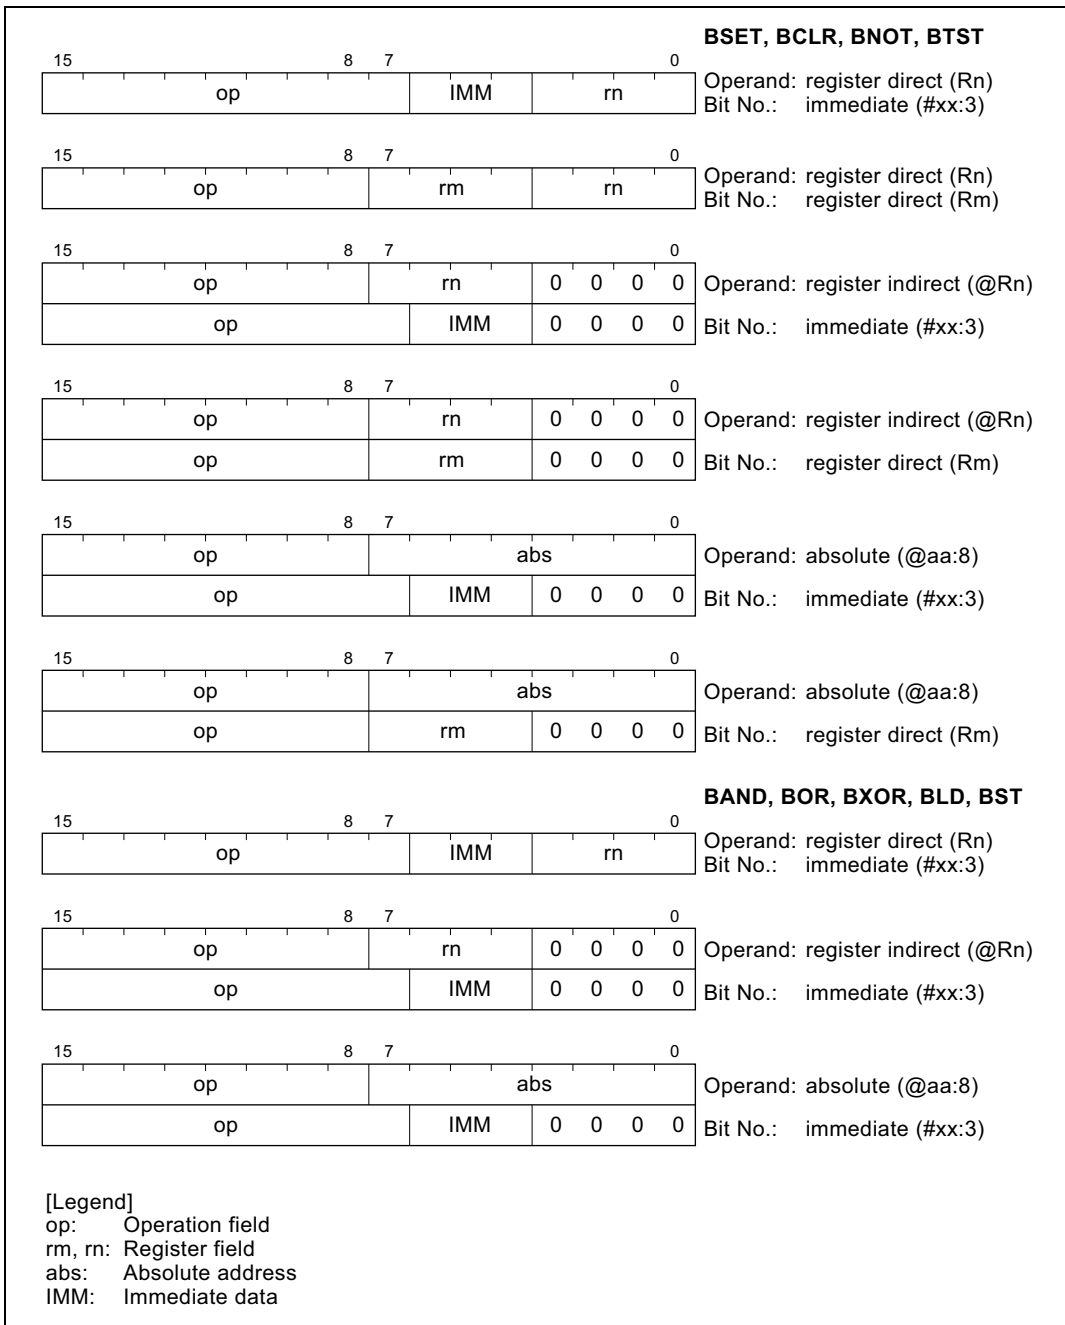 BSET, BCLR, BNOT, BTST
15 8 7 0
op IMM rn
Operand: register direct (Rn)
Bit No.: immediate (#xx:3)
15 8 7 0
op rm rn
Operand: register direct (Rn)
Bit No.: register direct (Rm)
15 8 7 0
op rn 0 0 0 0 Operand: register indirect (@Rn)
op IMM 0 0 0 0 Bit No.: immediate (#xx:3)
15 8 7 0
op rn 0 0 0 0 Operand: register indirect (@Rn)
op rm 0 0 0 0 Bit No.: register direct (Rm)
15 8 7 0
op abs Operand: absolute (@aa:8)
op IMM 0 0 0 0 Bit No.: immediate (#xx:3)
15 8 7 0
op abs Operand: absolute (@aa:8)
op rm 0 0 0 0 Bit No.: register direct (Rm)
BAND, BOR, BXOR, BLD, BST
15 8 7 0
op IMM rn
Operand: register direct (Rn)
Bit No.: immediate (#xx:3)
15 8 7 0
op rn 0 0 0 0 Operand: register indirect (@Rn)
op IMM 0 0 0 0 Bit No.: immediate (#xx:3)
15 8 7 0
op abs Operand: absolute (@aa:8)
op IMM 0 0 0 0 Bit No.: immediate (#xx:3)
[Legend]
op: Operation field
rm, rn: Register field
abs: Absolute address
IMM: Immediate data